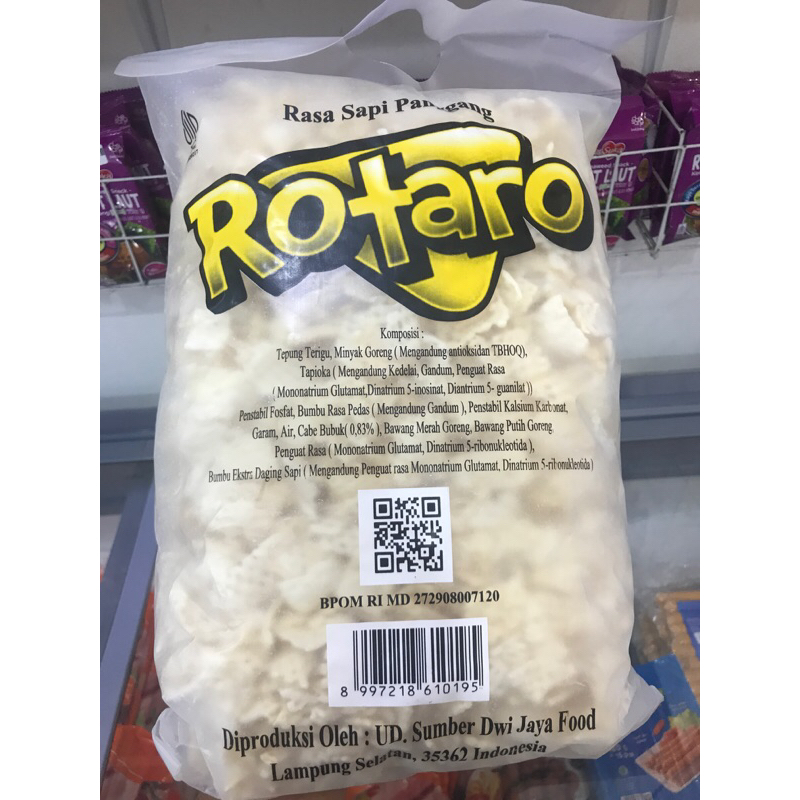 Rasa Sapi Panggang
Rotaro
Komposisi :
Tepung Terigu, Minyak Goreng ( Mengandung antioksidan TBHQ),
Tapioka ( Mengandung Kedelai, Gandum, Penguat Rasa
( Mononatrium Glutamat,Dinatrium 5-inosinat, Diantrium 5- guanilat ))
Penstabil Fosfat, Bumbu Rasa Pedas ( Mengandung Gandum ), Penstabil Kalsium Karbonat,
Garam, Air, Cabe Bubuk( 0,83% ), Bawang Merah Goreng, Bawang Putih Goreng
Penguat Rasa ( Mononatrium Glutamat, Dinatrium 5-ribonukleotida ),
Bumbu Ekstra Daging Sapi ( Mengandung Penguat rasa Mononatrium Glutamat, Dinatrium 5-ribonukleotida )
BPOM RI MD 272908007120
8 997218 610195
Diproduksi Oleh : UD. Sumber Dwi Jaya Food
Lampung Selatan, 35362 Indonesia